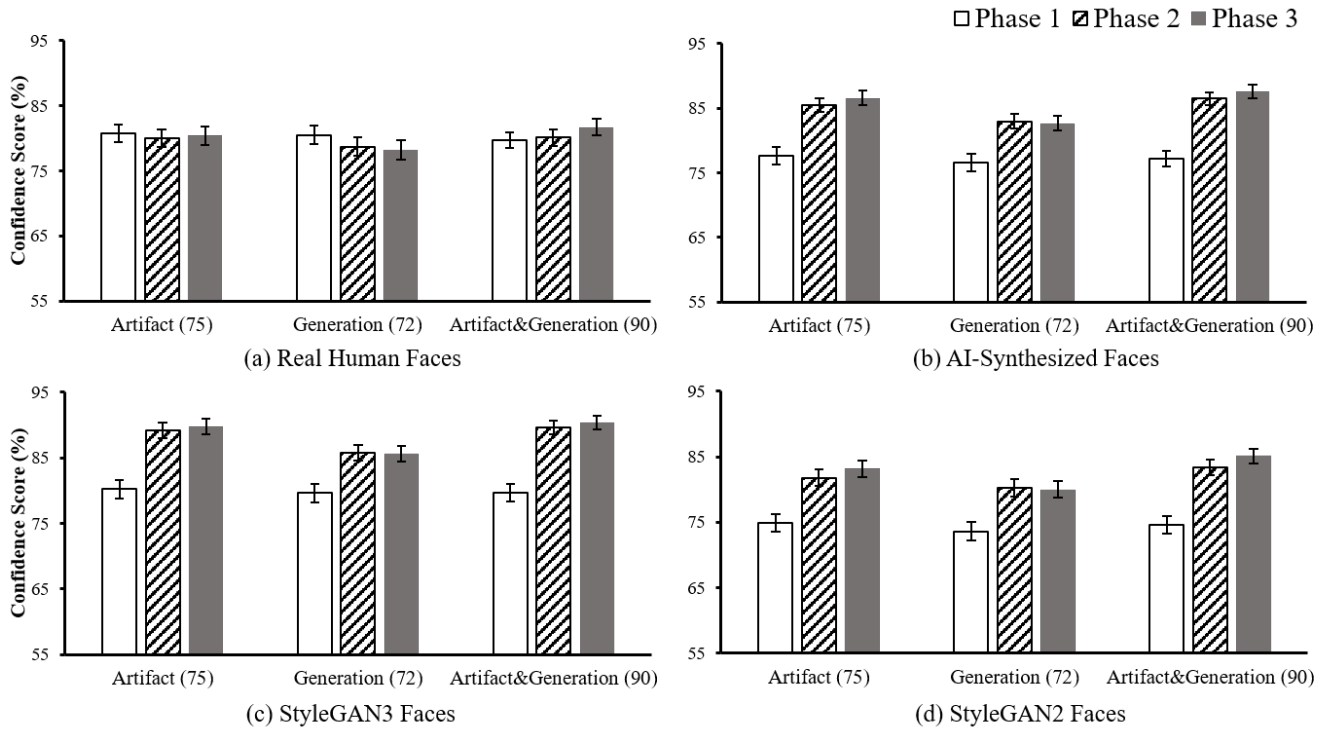 Phase 1 Phase 2 Phase 3
Confidence Score (%)
95
85
75
65
55
Artifact (75) Generation (72) Artifact&Generation (90)
(a) Real Human Faces
95
85
75
65
55
Artifact (75) Generation (72) Artifact&Generation (90)
(b) AI-Synthesized Faces
Confidence Score (%)
95
85
75
65
55
Artifact (75) Generation (72) Artifact&Generation (90)
(c) StyleGAN3 Faces
95
85
75
65
55
Artifact (75) Generation (72) Artifact&Generation (90)
(d) StyleGAN2 Faces